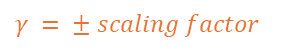 γ = ± scaling factor